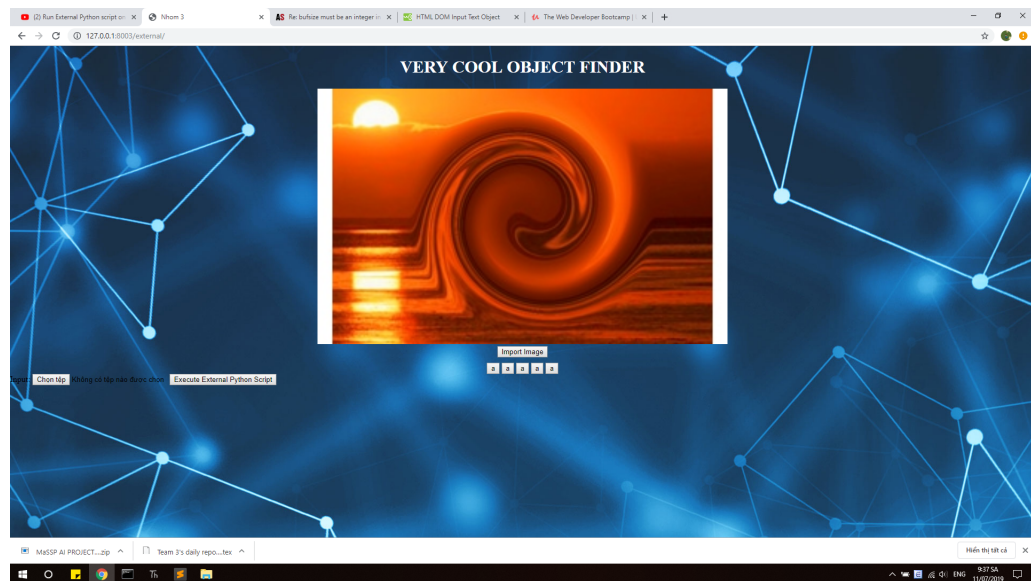 (2) Run External Python script on
Nhom 3
Re: bufsize must be an integer in
HTML DOM Input Text Object
The Web Developer Bootcamp |
127.0.0.1:8003/external/
VERY COOL OBJECT FINDER
Import Image
a a a a a
Input: Chọn tệp Không có tệp nào được chọn Execute External Python Script
MaSSP AI PROJECT....zip
Team 3's daily repo....tex
Hiển thị tất cả
ENG
9:37 SA
11/07/2019